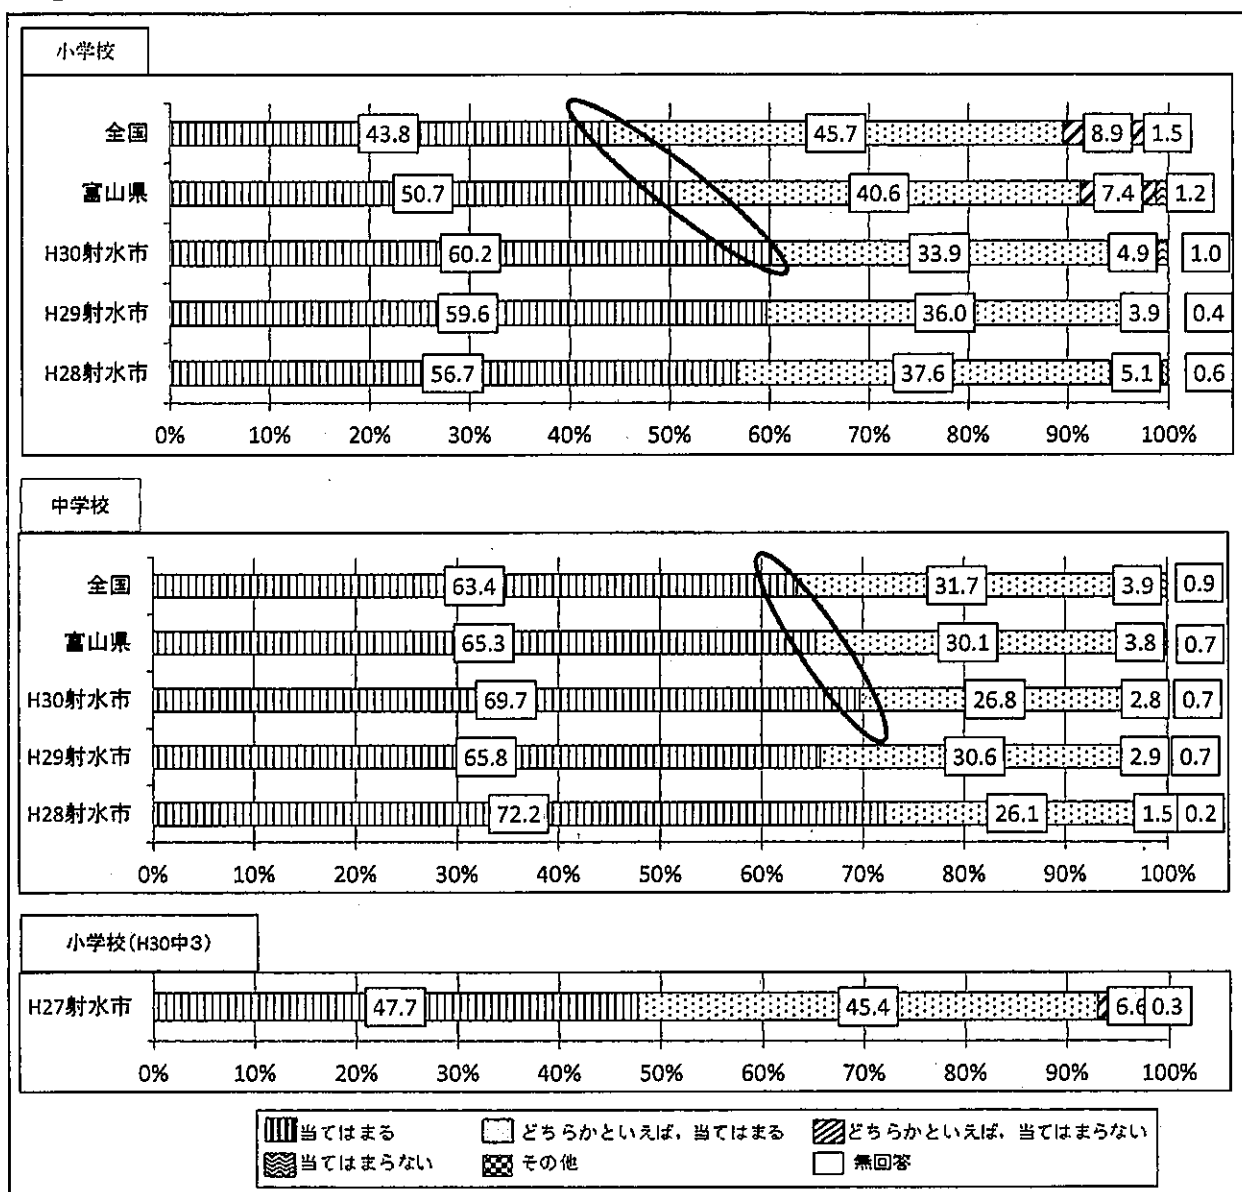 小学校
全国 43.8 45.7 8.9 1.5
富山県 50.7 40.6 7.4 1.2
H30射水市 60.2 33.9 4.9 1.0
H29射水市 59.6 36.0 3.9 0.4
H28射水市 56.7 37.6 5.1 0.6
0% 10% 20% 30% 40% 50% 60% 70% 80% 90% 100%
中学校
全国 63.4 31.7 3.9 0.9
富山県 65.3 30.1 3.8 0.7
H30射水市 69.7 26.8 2.8 0.7
H29射水市 65.8 30.6 2.9 0.7
H28射水市 72.2 26.1 1.5 0.2
0% 10% 20% 30% 40% 50% 60% 70% 80% 90% 100%
小学校(H30中3)
H27射水市 47.7 45.4 6.6 0.3
0% 10% 20% 30% 40% 50% 60% 70% 80% 90% 100%
当てはまる どちらかといえば，当てはまる どちらかといえば，当てはまらない
当てはまらない その他 無回答